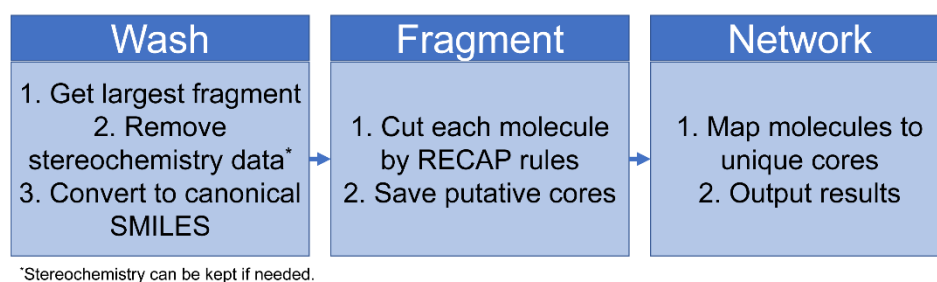 Wash
1. Get largest fragment
2. Remove
stereochemistry data*
3. Convert to canonical
SMILES
Fragment
1. Cut each molecule
by RECAP rules
2. Save putative cores
Network
1. Map molecules to
unique cores
2. Output results
*Stereochemistry can be kept if needed.